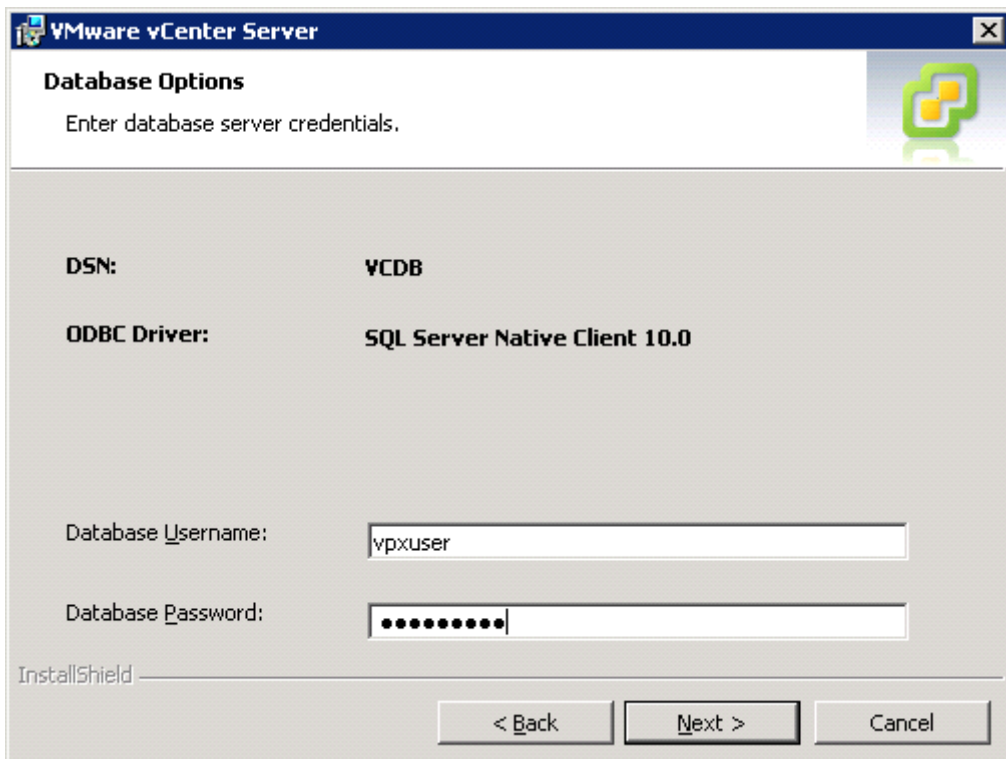 VMware vCenter Server
Database Options
Enter database server credentials.
DSN: VCDB
ODBC Driver: SQL Server Native Client 10.0
Database Username: vpxuser
Database Password: •••••••••
InstallShield
< Back Next > Cancel